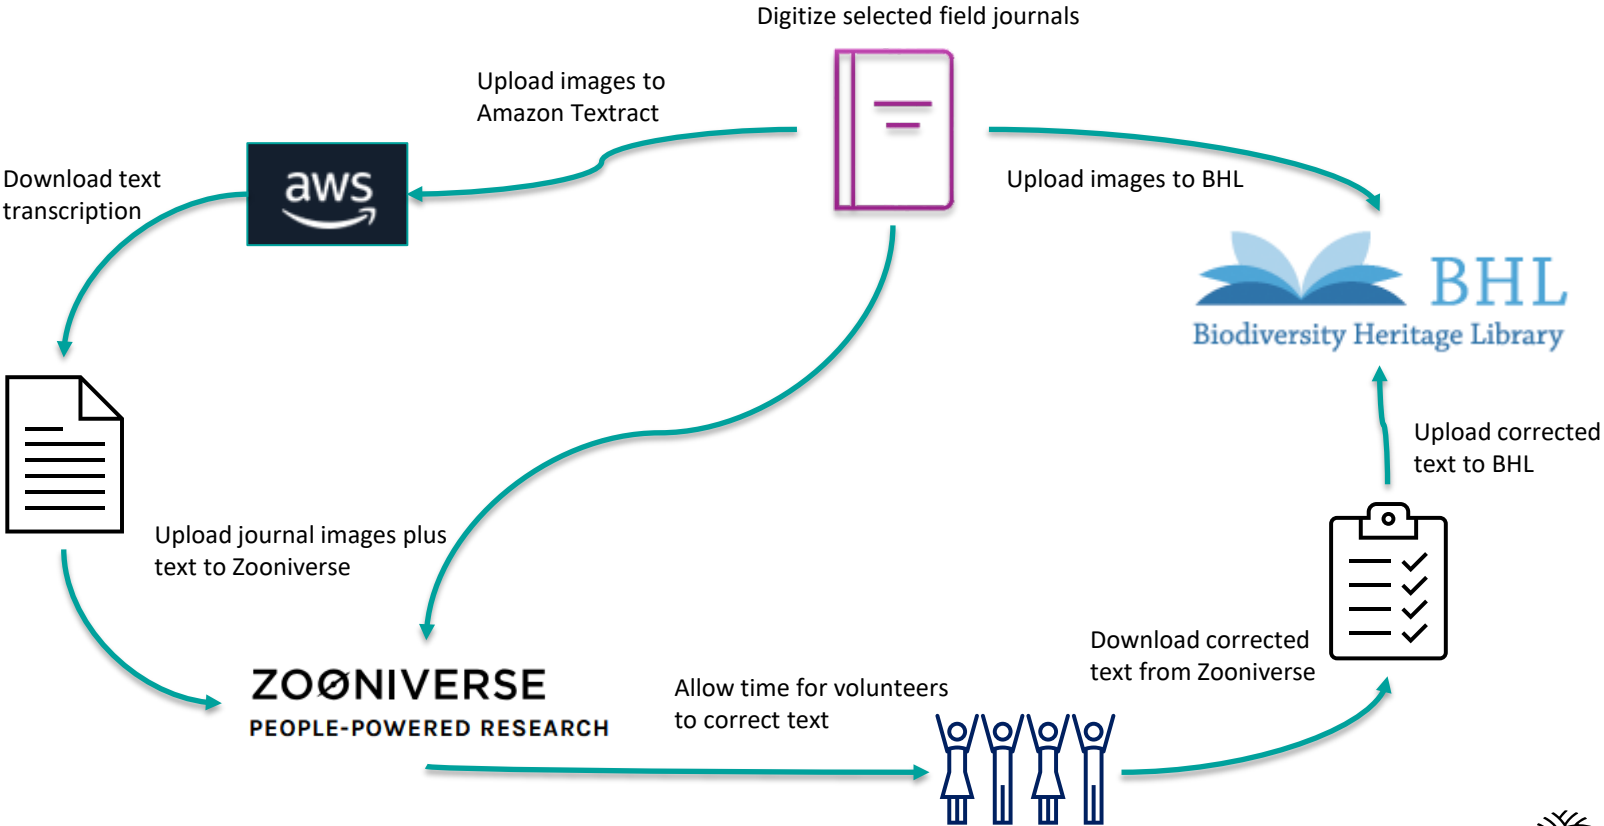 Digitize selected field journals
Upload images to
Amazon Textract
aws
Download text
transcription
Upload images to BHL
BHL
Biodiversity Heritage Library
Upload corrected
text to BHL
Upload journal images plus
text to Zooniverse
ZOØNIVERSE
PEOPLE-POWERED RESEARCH
Allow time for volunteers
to correct text
Download corrected
text from Zooniverse